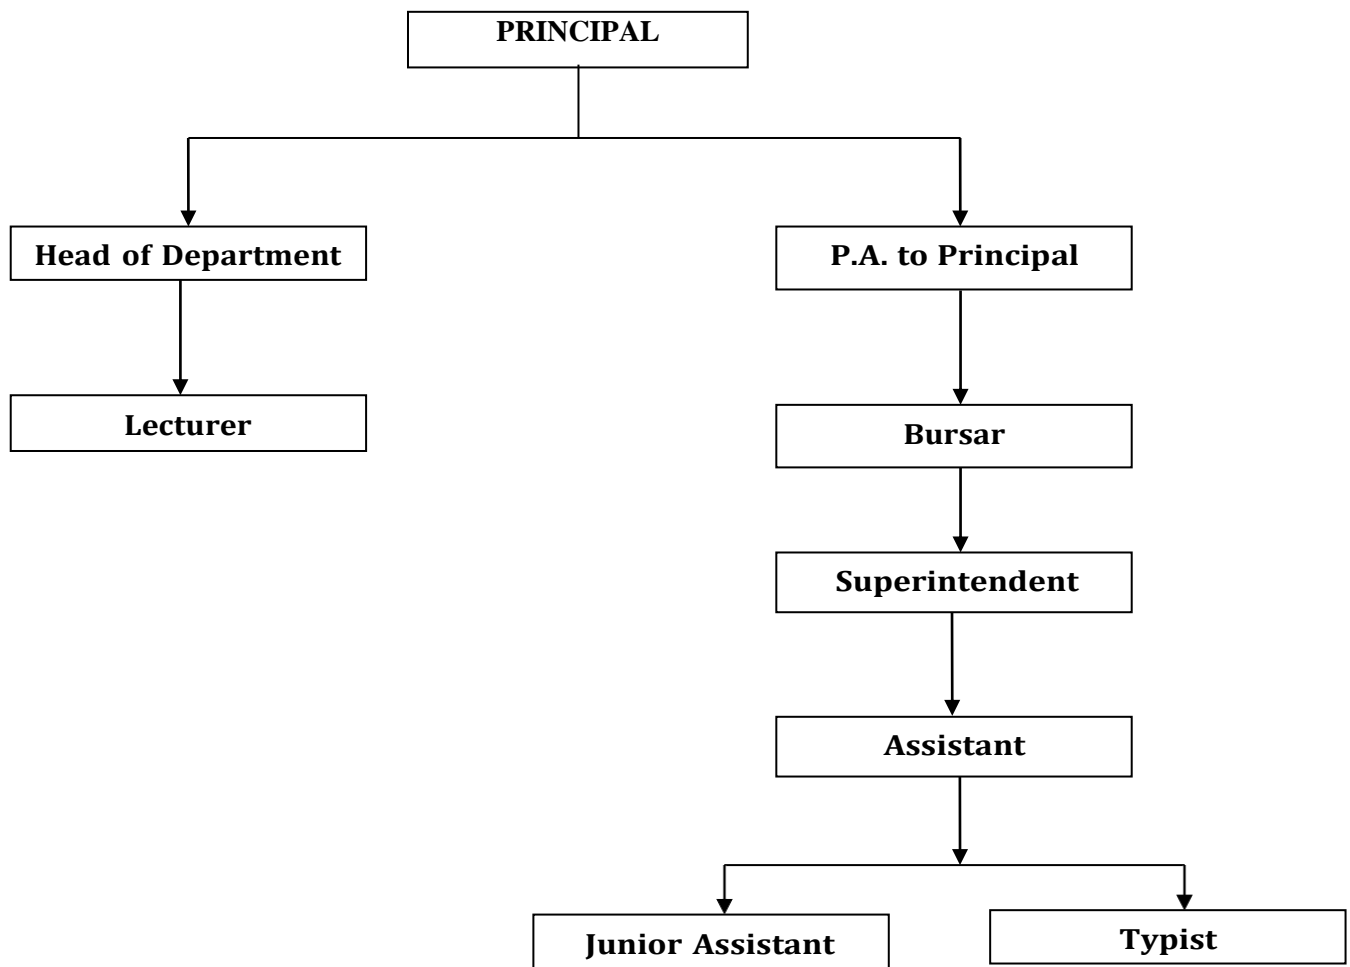 PRINCIPAL
Head of Department
P.A. to Principal
Lecturer
Bursar
Superintendent
Assistant
Junior Assistant
Typist